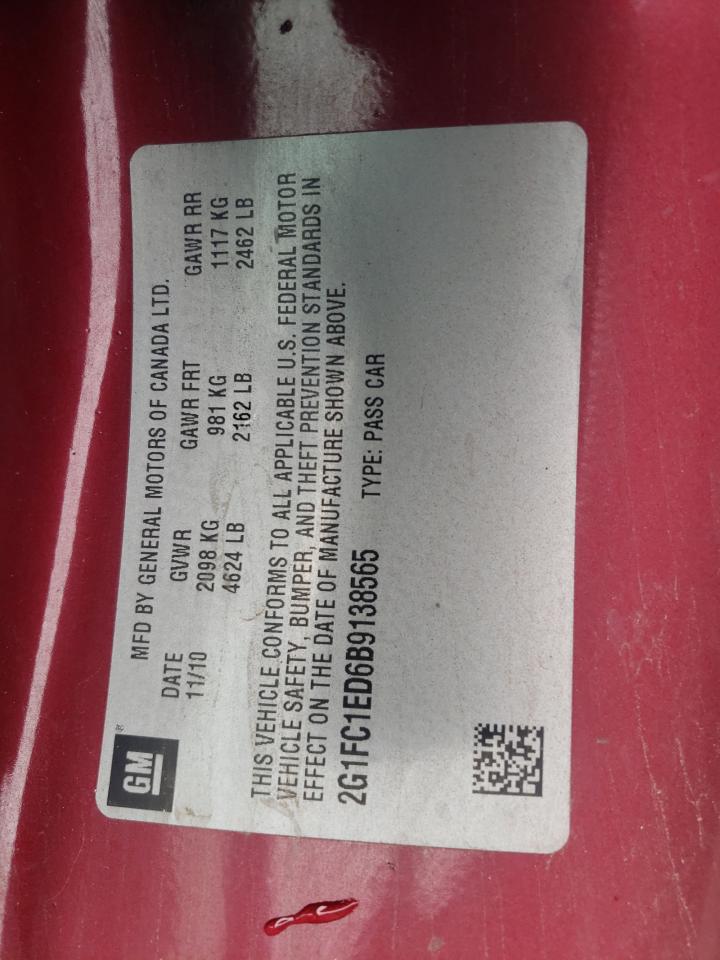 GM®
MFD BY GENERAL MOTORS OF CANADA LTD.
DATE GVWR GAWR FRT GAWR RR
11/10 2098 KG 981 KG 1117 KG
4624 LB 2162 LB 2462 LB
THIS VEHICLE CONFORMS TO ALL APPLICABLE U.S. FEDERAL MOTOR
VEHICLE SAFETY, BUMPER, AND THEFT PREVENTION STANDARDS IN
EFFECT ON THE DATE OF MANUFACTURE SHOWN ABOVE.
2G1FC1ED6B9138565 TYPE: PASS CAR